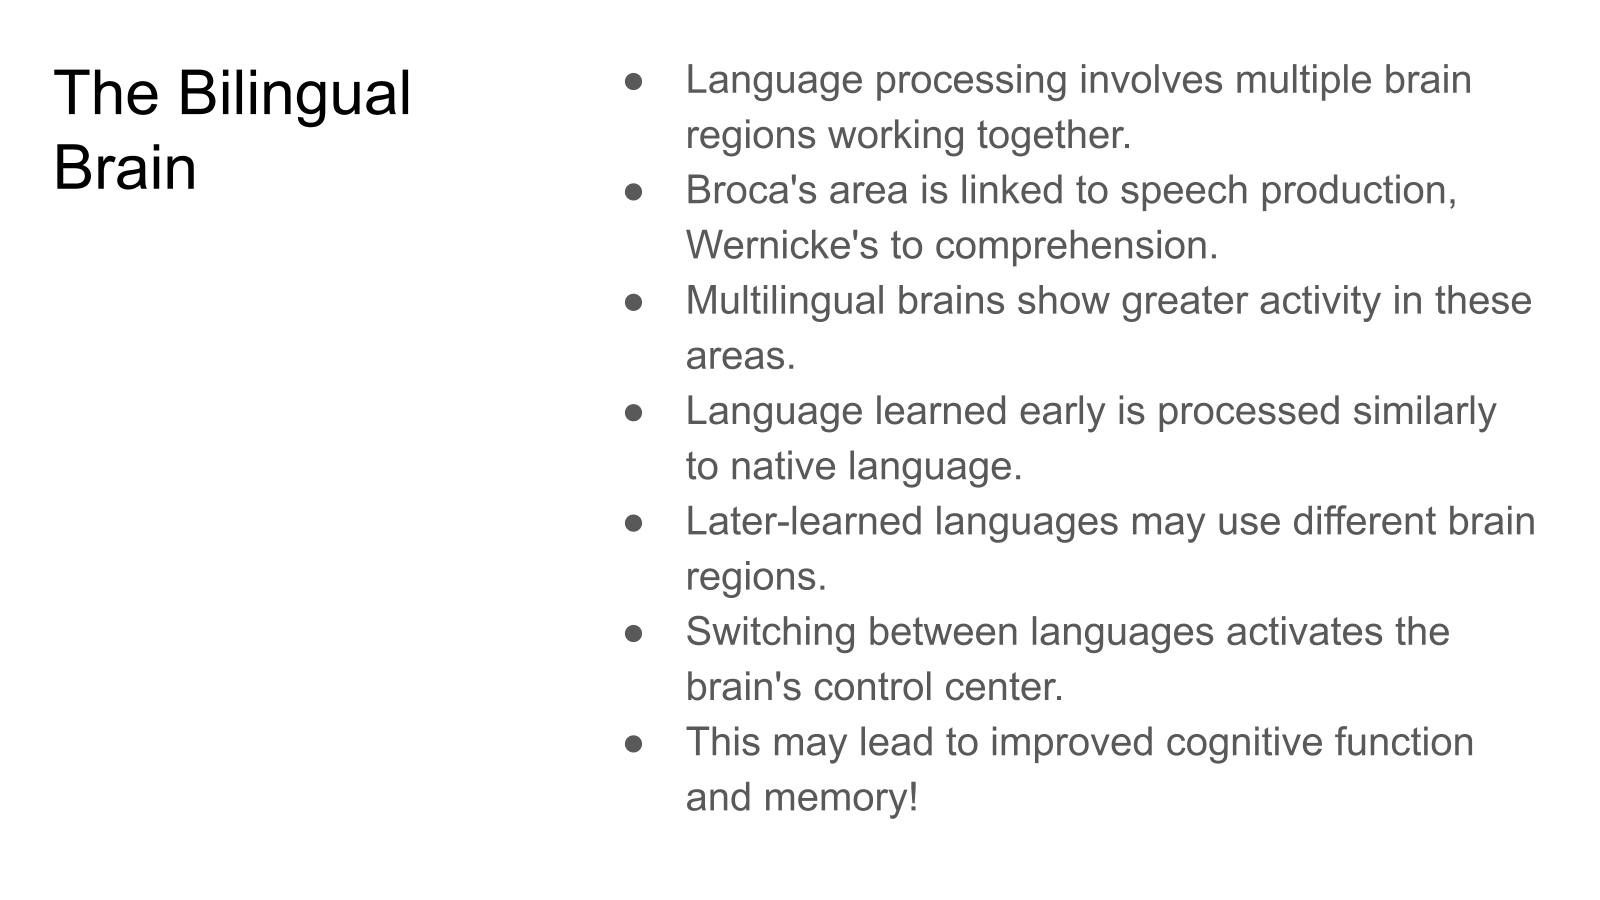 The Bilingual
Brain
● Language processing involves multiple brain
regions working together.
● Broca's area is linked to speech production,
Wernicke's to comprehension.
● Multilingual brains show greater activity in these
areas.
● Language learned early is processed similarly
to native language.
● Later-learned languages may use different brain
regions.
● Switching between languages activates the
brain's control center.
● This may lead to improved cognitive function
and memory!